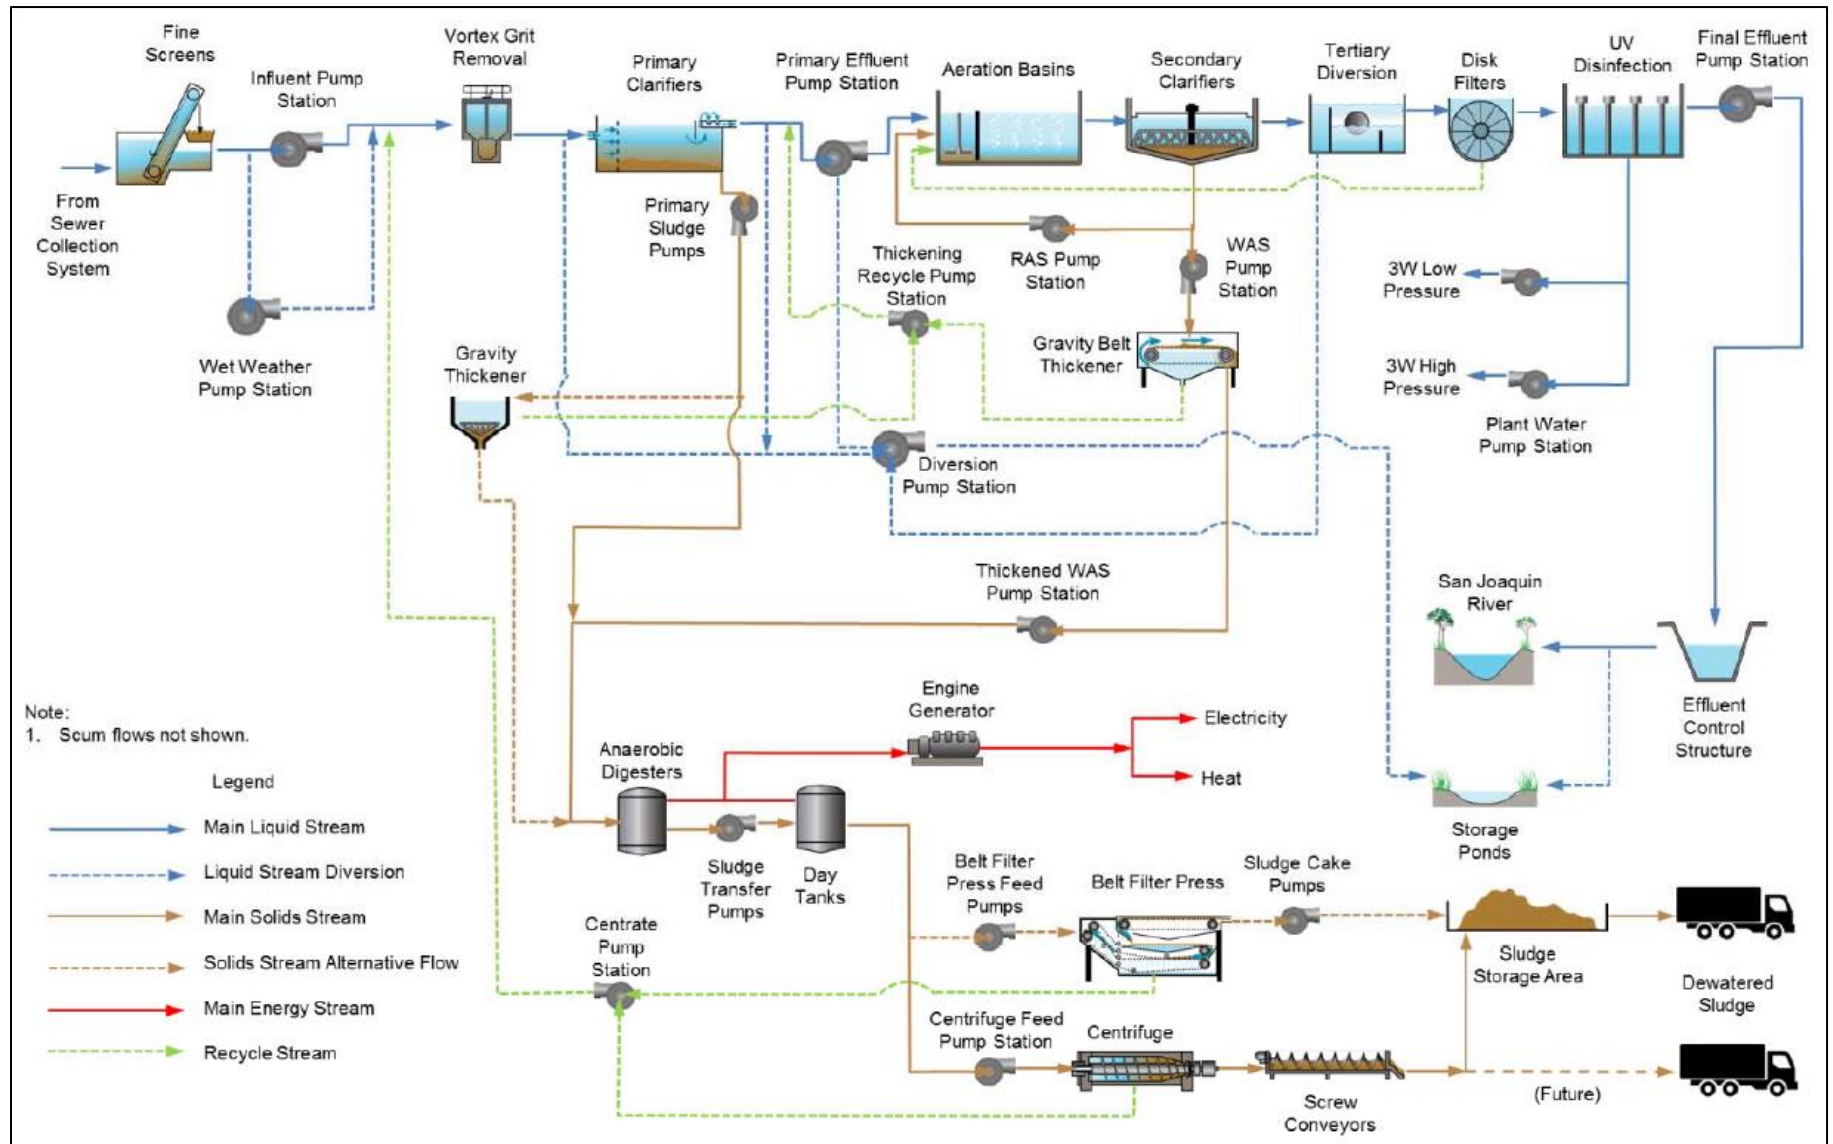 Fine
Screens
Influent Pump
Station
Vortex Grit
Removal
Primary
Clarifiers
Primary Effluent
Pump Station
Aeration Basins
Secondary
Clarifiers
Tertiary
Diversion
Disk
Filters
UV
Disinfection
Final Effluent
Pump Station
From
Sewer
Collection
System
Primary
Sludge
Pumps
Thickening
Recycle Pump
Station
RAS Pump
Station
WAS
Pump
Station
3W Low
Pressure
Wet Weather
Pump Station
Gravity
Thickener
Gravity Belt
Thickener
3W High
Pressure
Plant Water
Pump Station
Diversion
Pump Station
Thickened WAS
Pump Station
San Joaquin
River
Effluent
Control
Structure
Note:
1. Scum flows not shown.
Engine
Generator
Electricity
Heat
Anaerobic
Digesters
Sludge
Transfer
Pumps
Day
Tanks
Storage
Ponds
Legend
Main Liquid Stream
Liquid Stream Diversion
Main Solids Stream
Solids Stream Alternative Flow
Main Energy Stream
Recycle Stream
Belt Filter
Press Feed
Pumps
Belt Filter Press
Sludge Cake
Pumps
Sludge
Storage Area
Dewatered
Sludge
Centrate
Pump
Station
Centrifuge Feed
Pump Station
Centrifuge
Screw
Conveyors
(Future)